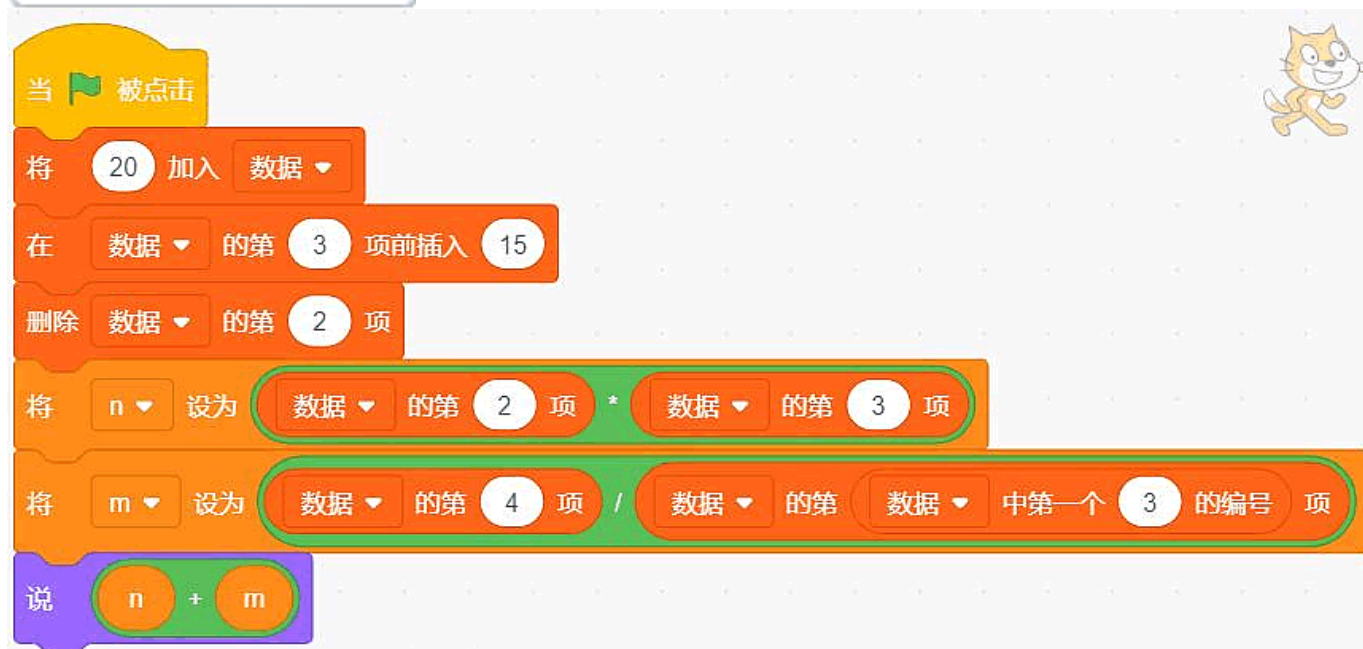 当 被点击
将 20 加入 数据
在 数据 的第 3 项前插入 15
删除 数据 的第 2 项
将 n 设为 数据 的第 2 项 * 数据 的第 3 项
将 m 设为 数据 的第 4 项 / 数据 的第 数据 中第一个 3 的编号 项
说 n + m